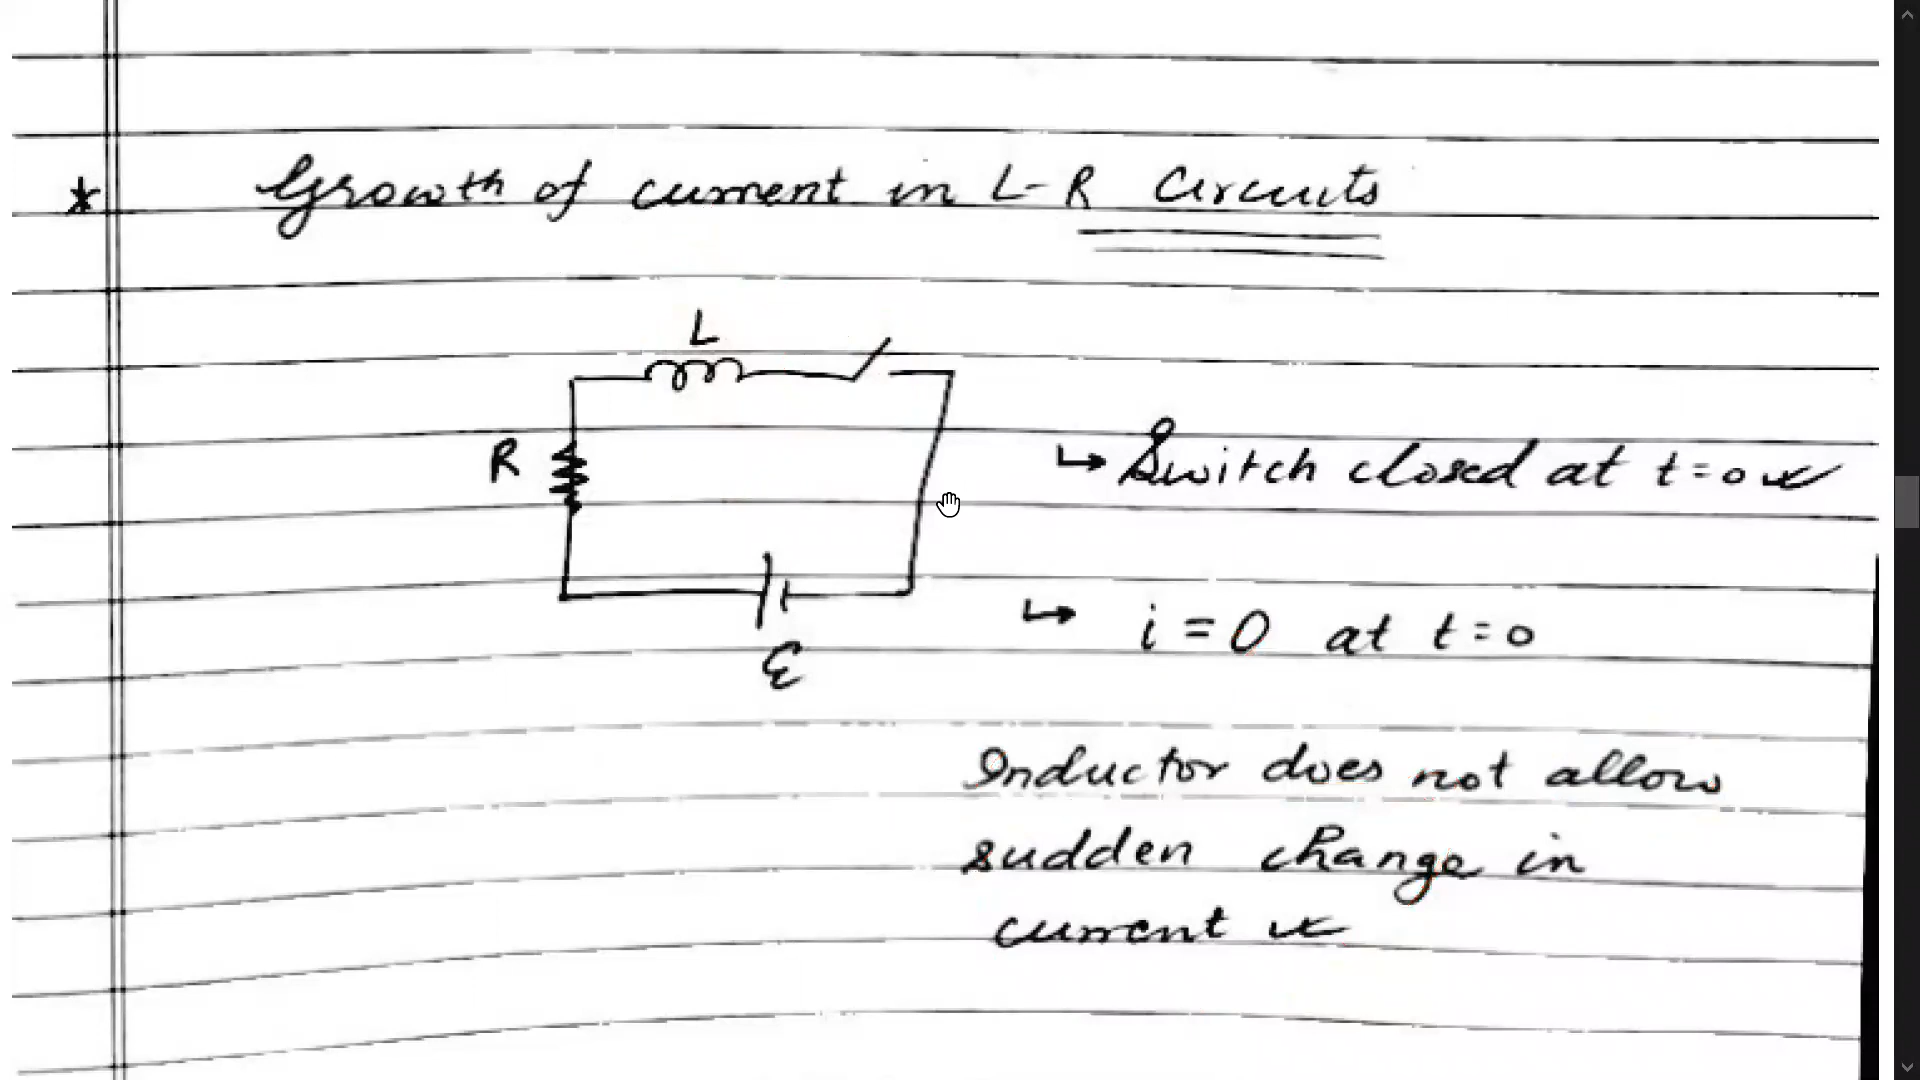 * Growth of current in L-R Circuits
L
R
↳ Switch closed at t=0
ε
↳ i = 0 at t=0
Inductor does not allow
sudden change in
current